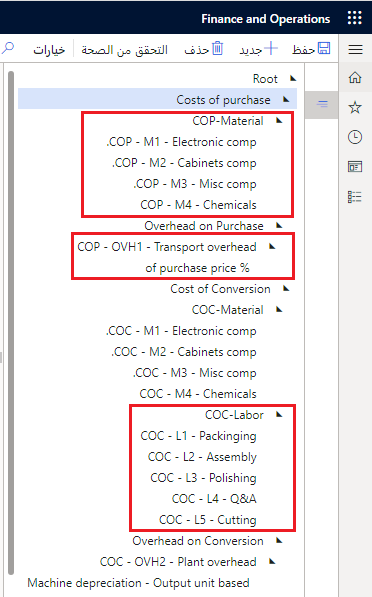 Finance and Operations
حفظ جديد حذف التحقق من الصحة خيارات
Root
Costs of purchase
COP-Material
.COP - M1 - Electronic comp
.COP - M2 - Cabinets comp
.COP - M3 - Misc comp
COP - M4 - Chemicals
Overhead on Purchase
COP - OVH1 - Transport overhead
of purchase price %
Cost of Conversion
COC-Material
.COC - M1 - Electronic comp
.COC - M2 - Cabinets comp
.COC - M3 - Misc comp
COC - M4 - Chemicals
COC-Labor
COC - L1 - Packinging
COC - L2 - Assembly
COC - L3 - Polishing
COC - L4 - Q&A
COC - L5 - Cutting
Overhead on Conversion
COC - OVH2 - Plant overhead
Machine depreciation - Output unit based